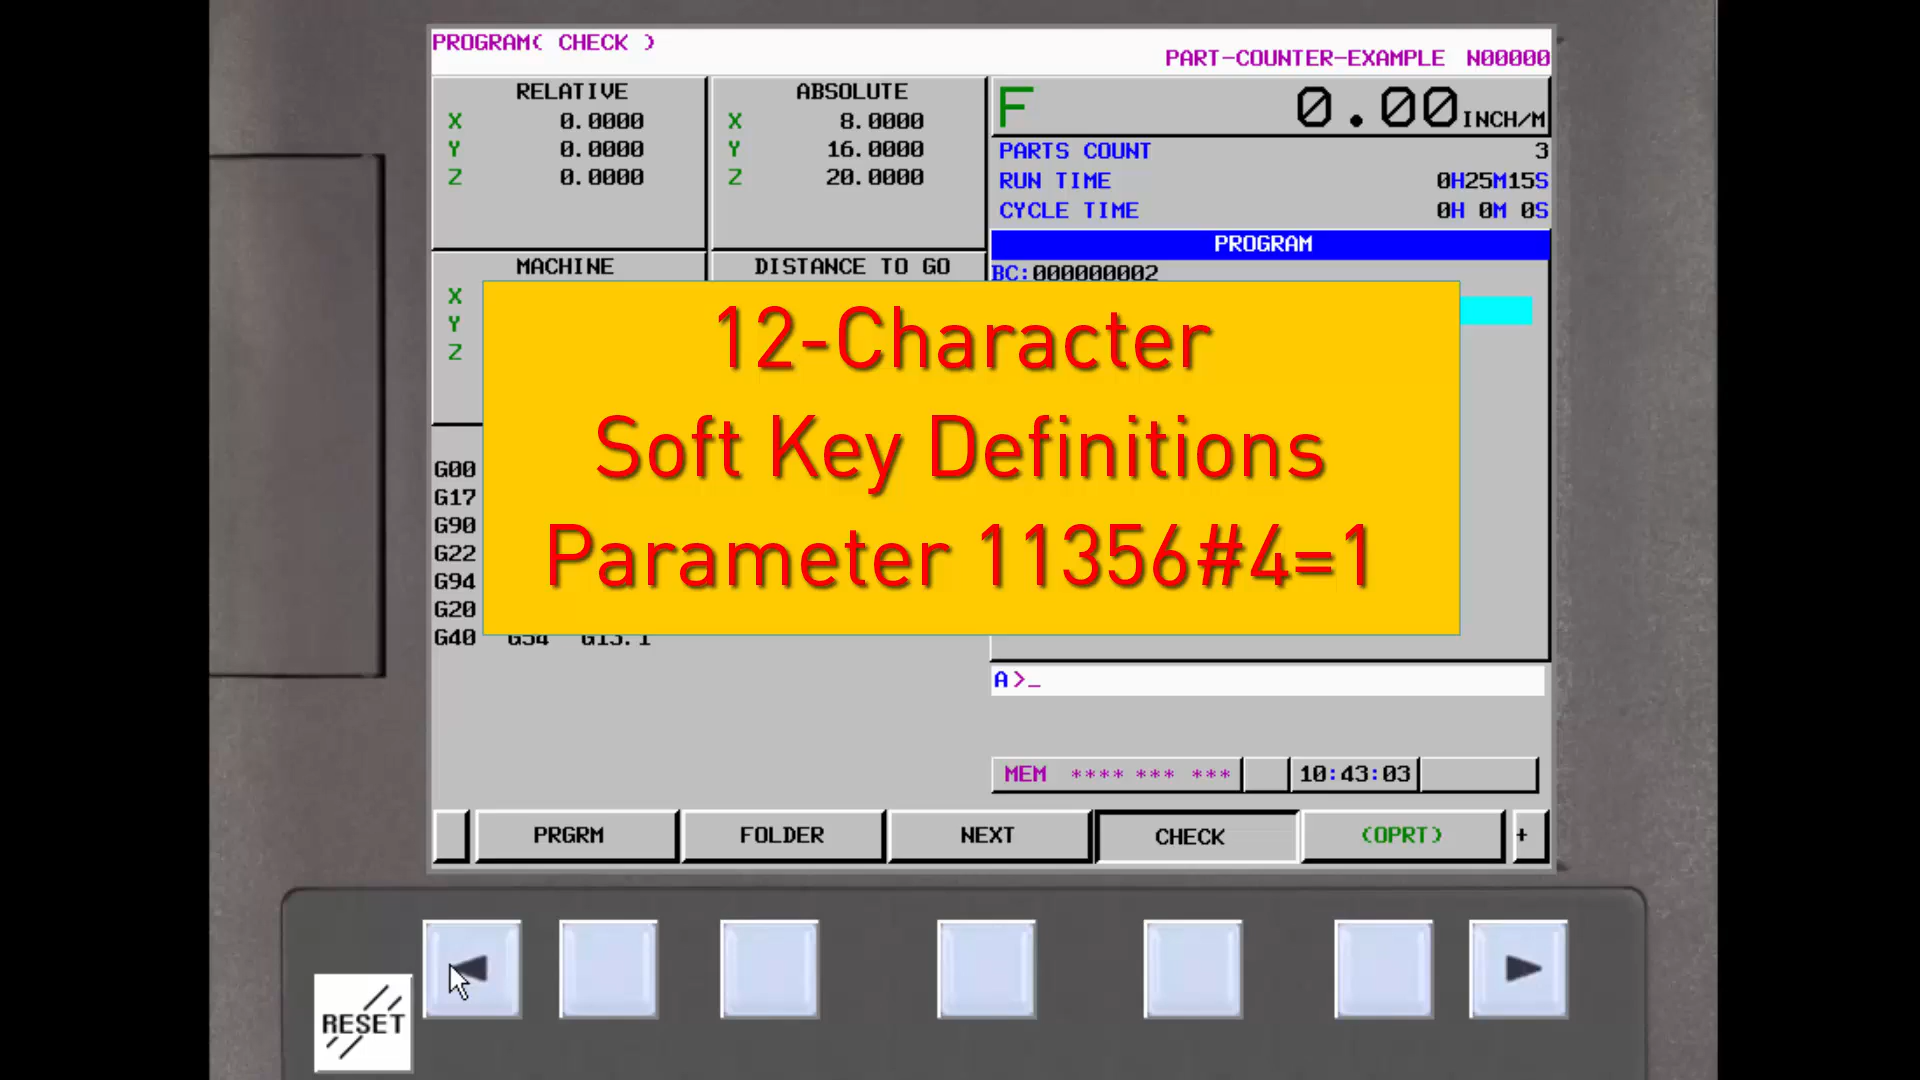 PROGRAM( CHECK )
PART-COUNTER-EXAMPLE N00000
RELATIVE
X 0.0000
Y 0.0000
Z 0.0000
ABSOLUTE
X 8.0000
Y 16.0000
Z 20.0000
F 0.00 INCH/M
PARTS COUNT 3
RUN TIME 0H25M15S
CYCLE TIME 0H 0M 0S
PROGRAM
BC:000000002
MACHINE
X
Y
Z
DISTANCE TO GO
12-Character
Soft Key Definitions
Parameter 11356#4=1
G00
G17
G90
G22
G94
G20
G40 G54 G13.1
A>_
MEM **** *** ***
10:43:03
PRGRM FOLDER NEXT CHECK (OPRT) +
RESET